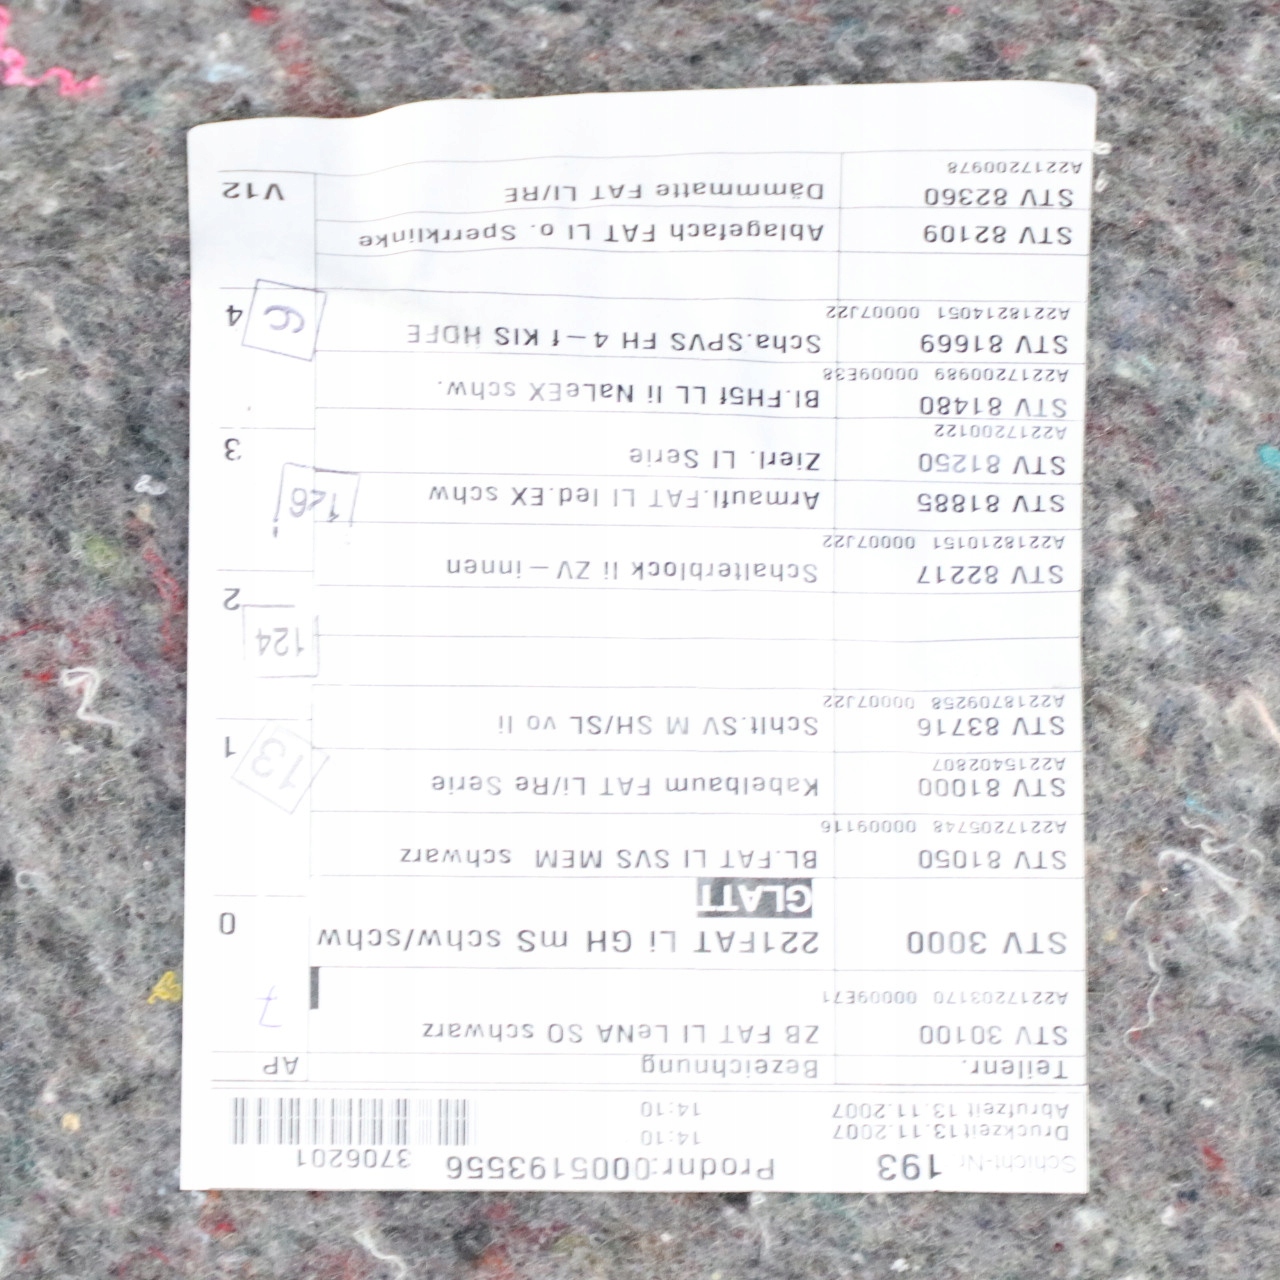 Schicht-Nr 193 Prodnr:0005193556 3706201
Druckzeit 13.11.2007 14:10
Abrufzeit 13.11.2007 14:10
Teilenr. Bezeichnung AP
STV 30100 ZB FAT LI LeNA SO schwarz
A2217203170 00009E71
7
STV 3000 221FAT Li GH mS schw/schw 0
GLATT
STV 81050 BL.FAT LI SVS MEM schwarz
A2217205748 00009116
STV 81000 Kabelbaum FAT Li/Re Serie
A2215402807
13
1
STV 83716 Schlt.SV M SH/SL vo li
A2218709258 00007J22
124
2
STV 82217 Schalterblock li ZV-innen
A2218210151 00007J22
STV 81885 Armaufl.FAT LI led.EX schw
126
STV 81250 Zierl. LI Serie 3
A2217200122
STV 81480 Bl.FH5f LL li NaLeEX schw.
A2217200989 00009E38
STV 81669 Scha.SPVS FH 4-f KIS HDFE
A2218214051 00007J22
6
4
STV 82109 Ablagefach FAT LI o. Sperrklinke
STV 82360 Dämmmatte FAT LI/RE V12
A2217200978